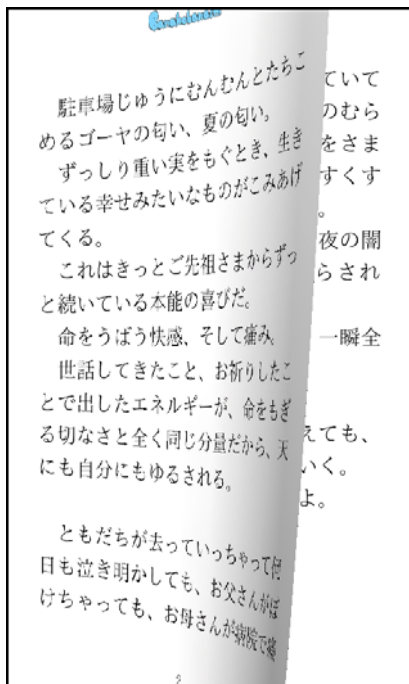 駐車場じゅうにむんむんとたちこ
めるゴーヤの匂い、夏の匂い。
ずっしり重い実をもぐとき、生き
ている幸せみたいなものがこみあげ
てくる。
これはきっとご先祖さまからずっ
と続いている本能の喜びだ。
命をうばう快感、そして痛み。
世話してきたこと、お祈りしたこ
とで出したエネルギーが、命をもぎ
る切なさと全く同じ分量だから、天
にも自分にもゆるされる。
ともだちが去っていっちゃって何
日も泣き明かしても、お父さんがぼ
けちゃっても、お母さんが病院で痩
2
ていて
のむら
をさま
すくす
。
夜の闇
らされ
一瞬全
えても、
いく。
よ。